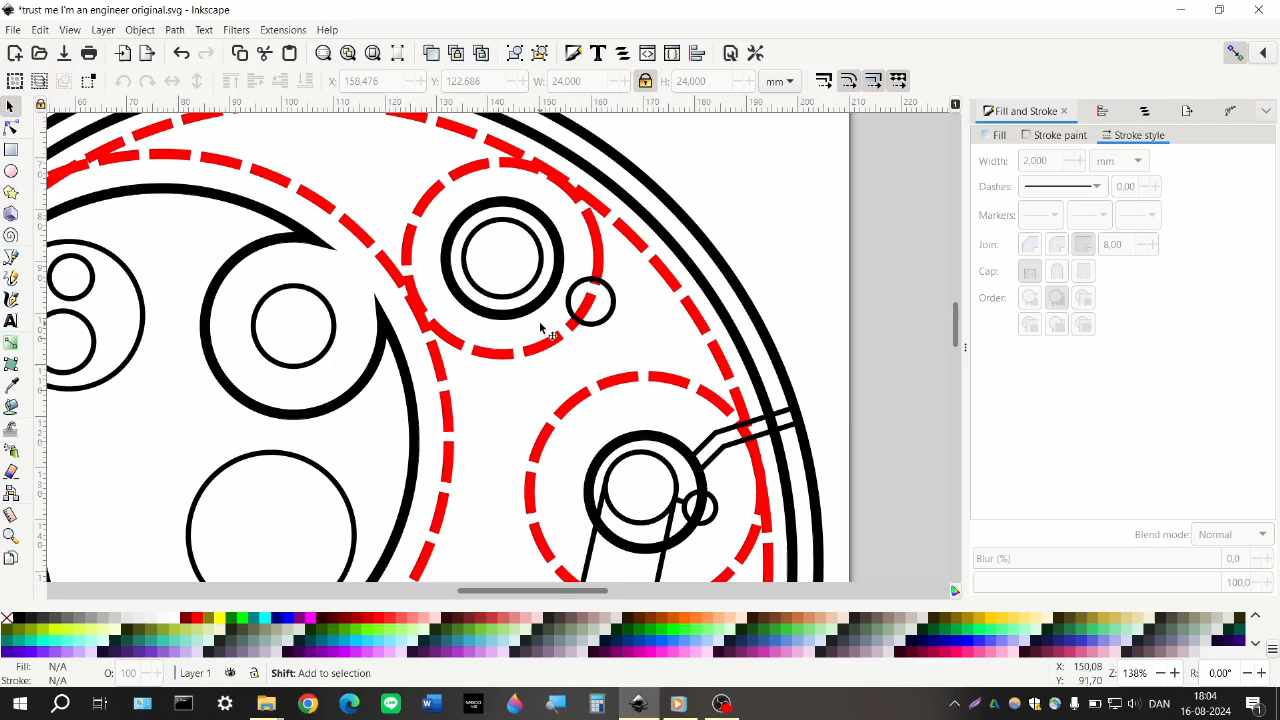 *trust me I'm an engineer original.svg - Inkscape
File Edit View Layer Object Path Text Filters Extensions Help
X: 158,476 Y: 122,608 W: 24,000 H: 24,000 mm
60 70 80 90 100 110 120 130 140 150 160 170 180 190 200 210 220
1
Fill and Stroke
Fill Stroke paint Stroke style
Width: 2,000 mm
Dashes: 0,00
Markers:
Join: 8,00
Cap:
Order:
Blend mode: Normal
Blur (%) 0,0
100,0
Fill: N/A O: 100 Layer 1 Shift: Add to selection X: 150,08 Z: 138% R: 0,00°
Stroke: N/A Y: 91,70
DAN 18:04
16-08-2024